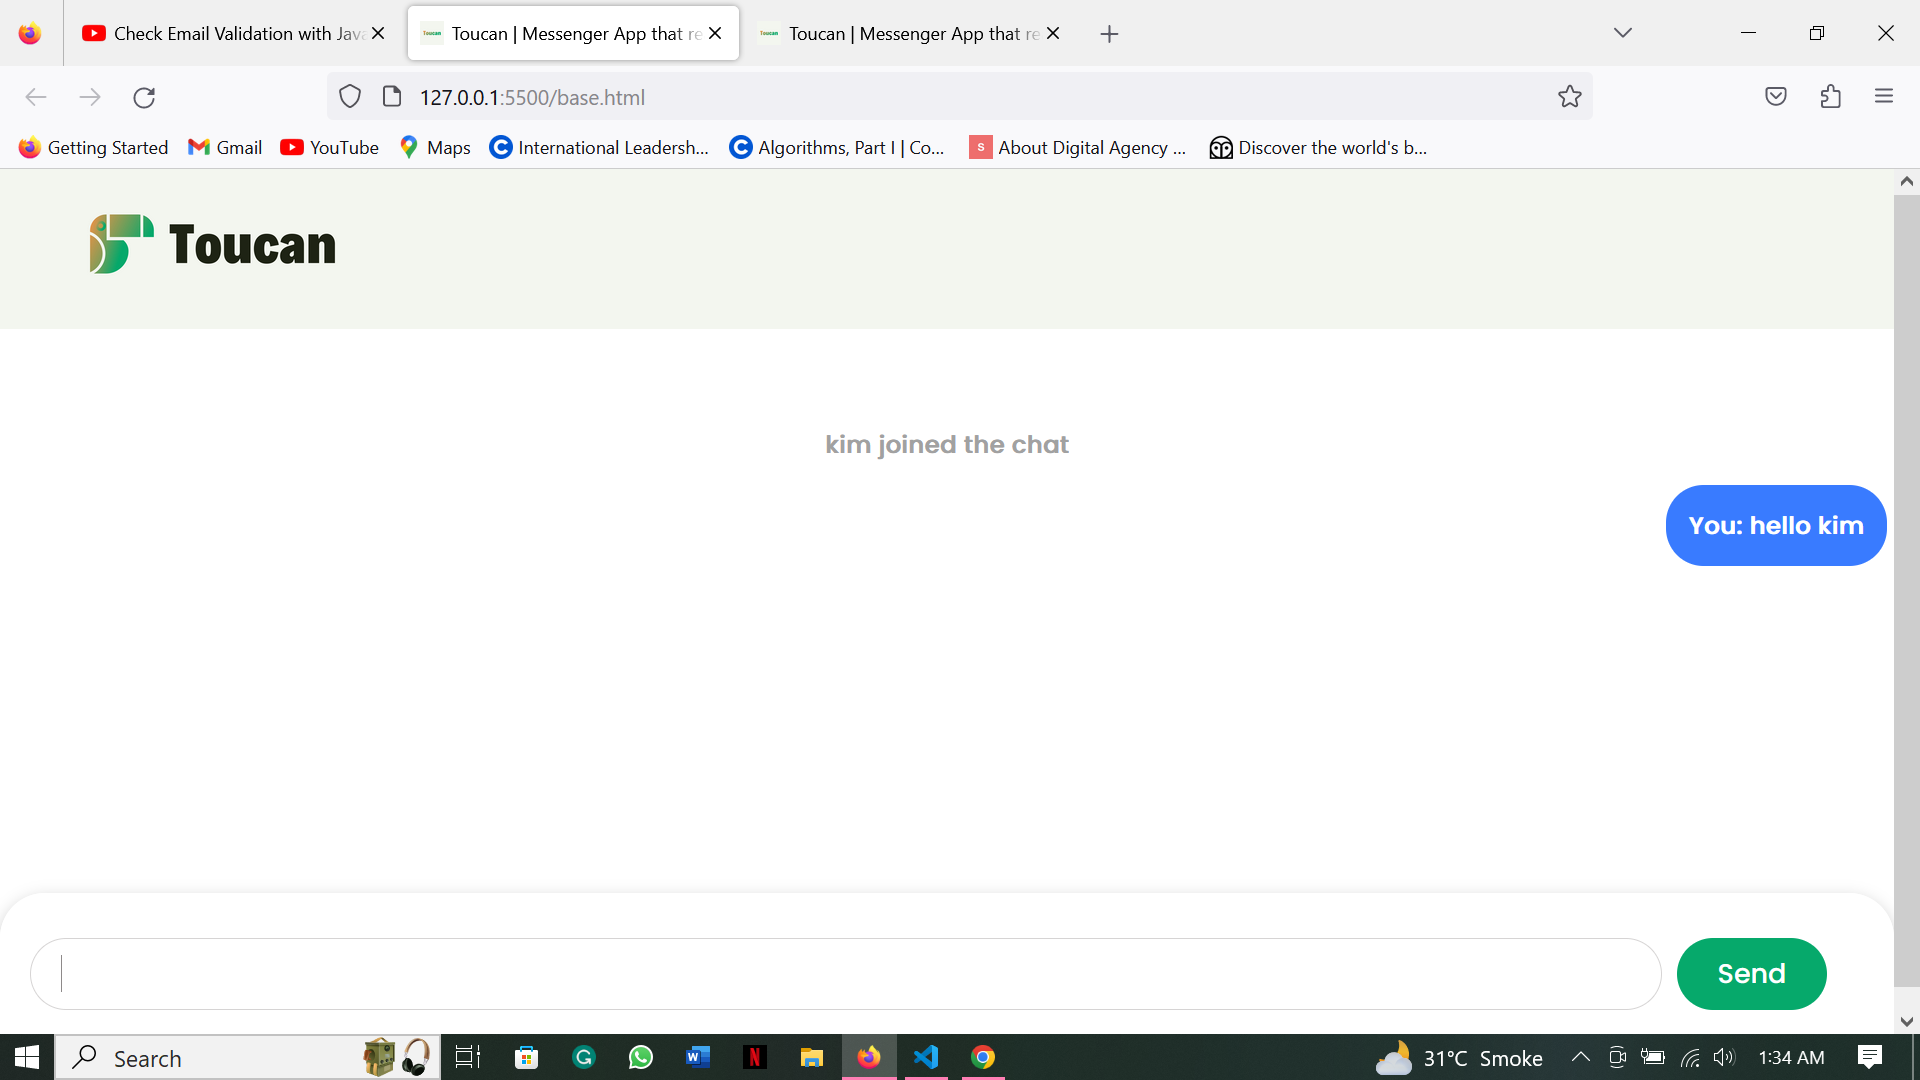 Check Email Validation with Java
Toucan | Messenger App that re
Toucan | Messenger App that re
127.0.0.1:5500/base.html
Getting Started
Gmail
YouTube
Maps
International Leadersh...
Algorithms, Part I | Co...
S
About Digital Agency ...
Discover the world's b...
Toucan
kim joined the chat
You: hello kim
Send
Search
31°C Smoke
1:34 AM